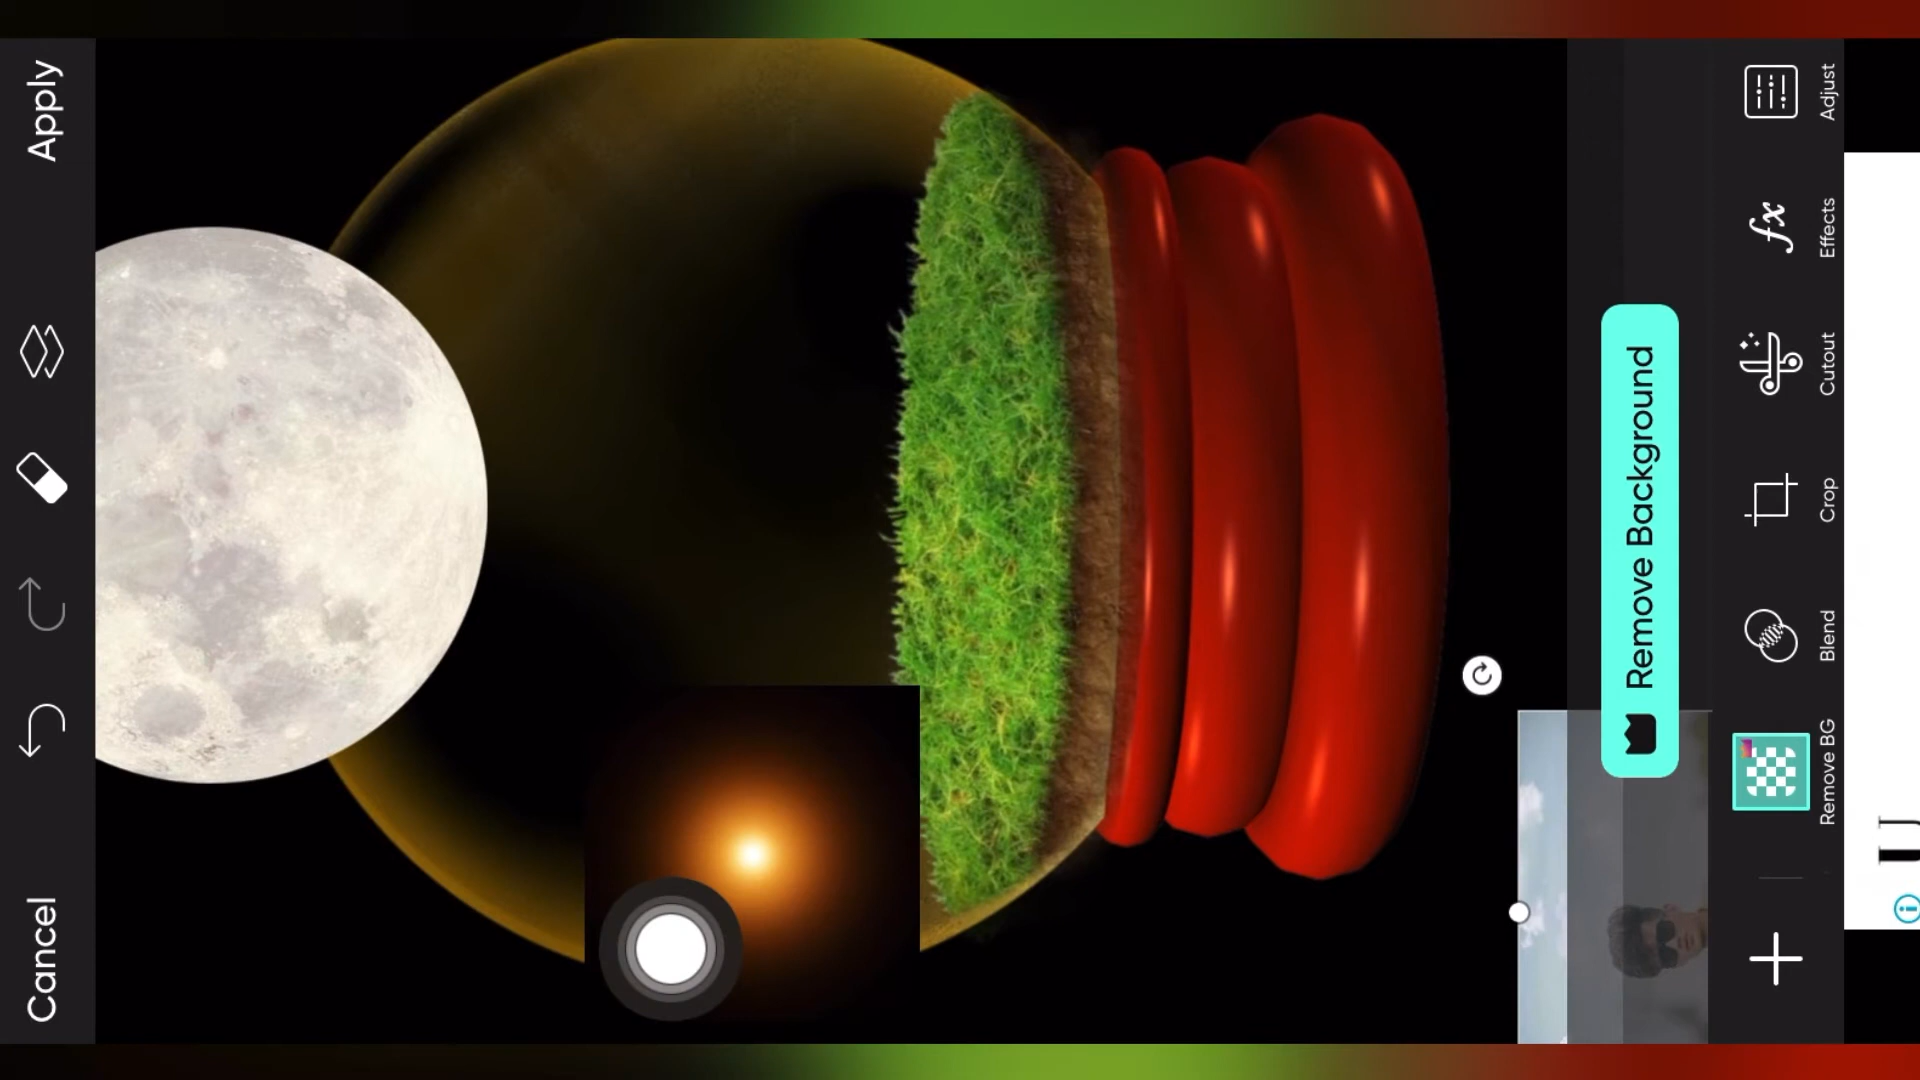 Cancel
Apply
Remove Background
Remove BG
Blend
Crop
Cutout
Effects
Adjust
U